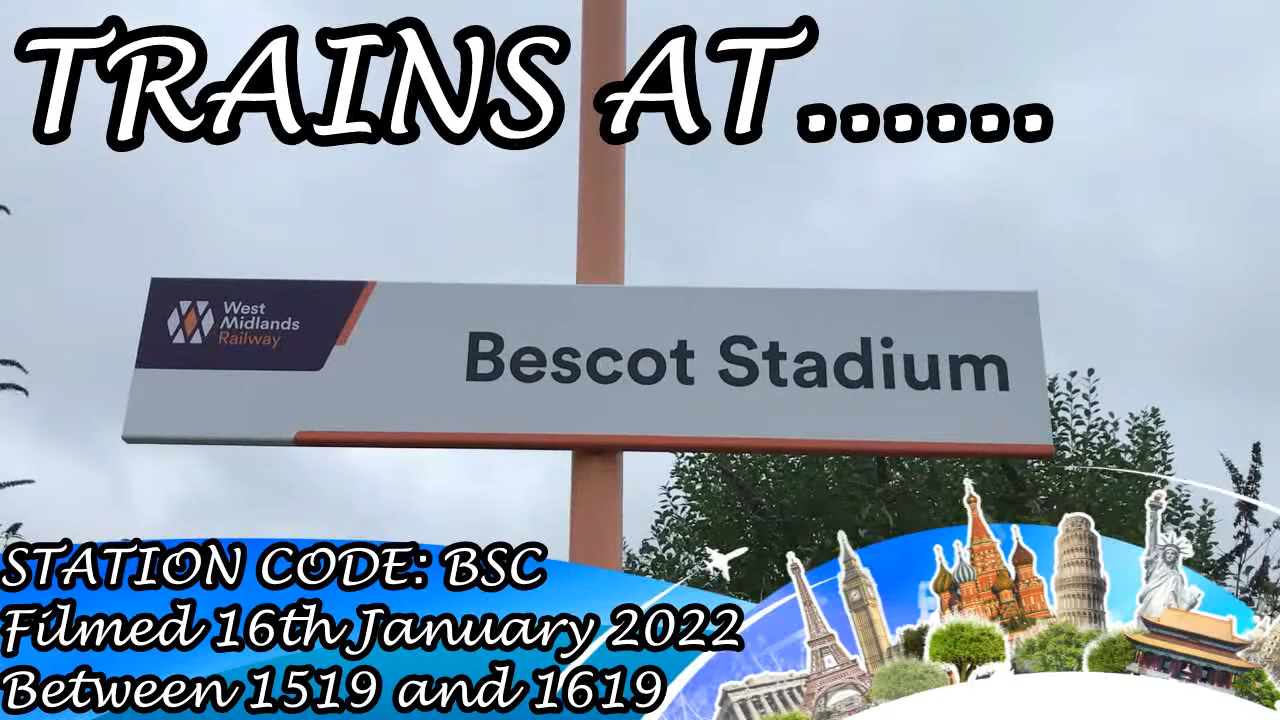 TRAINS AT......
West
Midlands
Railway
Bescot Stadium
STATION CODE: BSC
Filmed 16th January 2022
Between 1519 and 1619